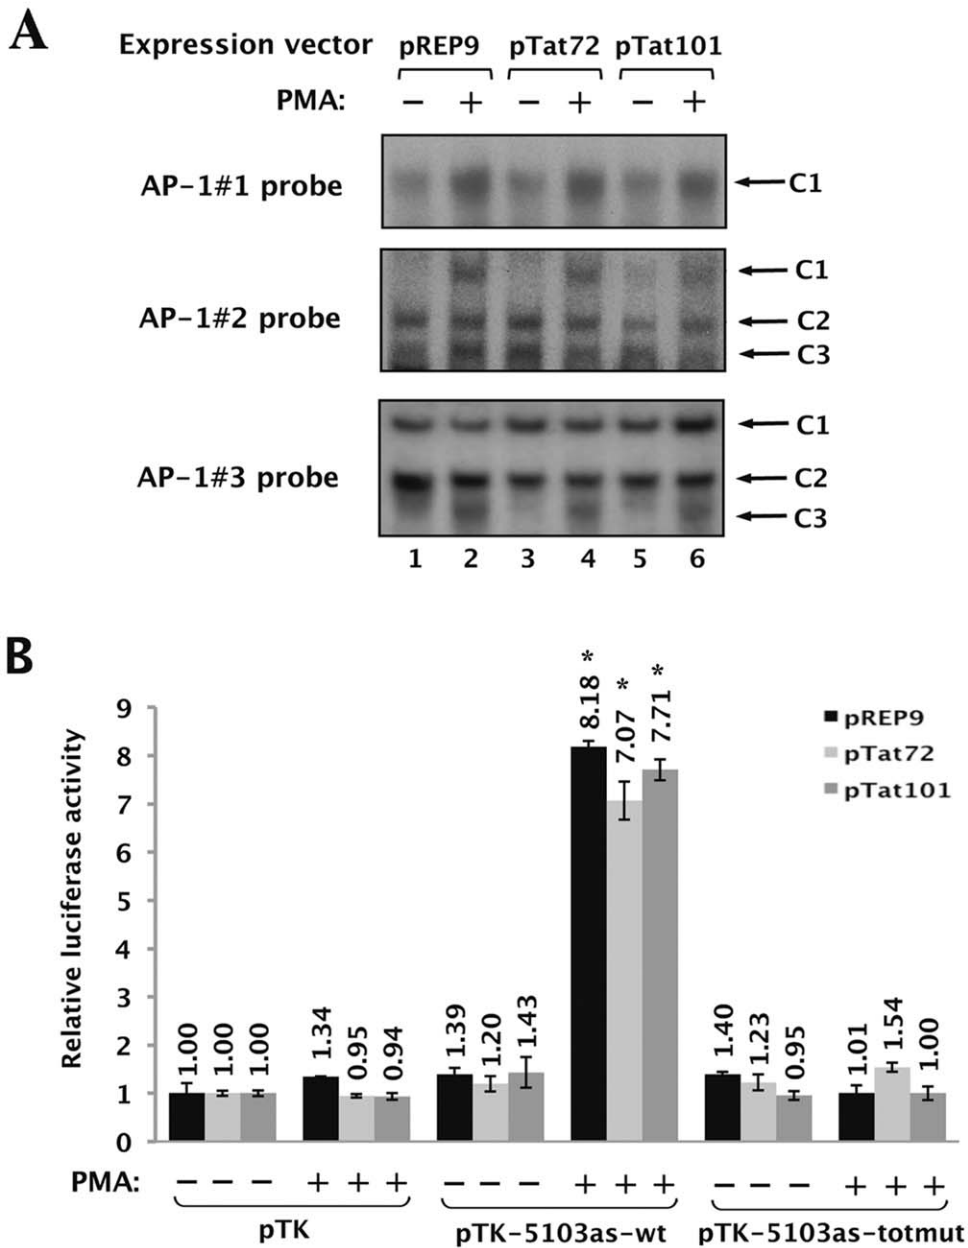 A
Expression vector pREP9 pTat72 pTat101
PMA: − + − + − +
AP-1#1 probe
C1
AP-1#2 probe
C1
C2
C3
AP-1#3 probe
C1
C2
C3
1 2 3 4 5 6
B
Relative luciferase activity
9
8
7
6
5
4
3
2
1
0
1.00 1.00 1.00 1.34 0.95 0.94 1.39 1.20 1.43 8.18 * 7.07 * 7.71 * 1.40 1.23 0.95 1.01 1.54 1.00
pREP9
pTat72
pTat101
PMA: − − − + + + − − − + + + − − − + + +
pTK pTK-5103as-wt pTK-5103as-totmut